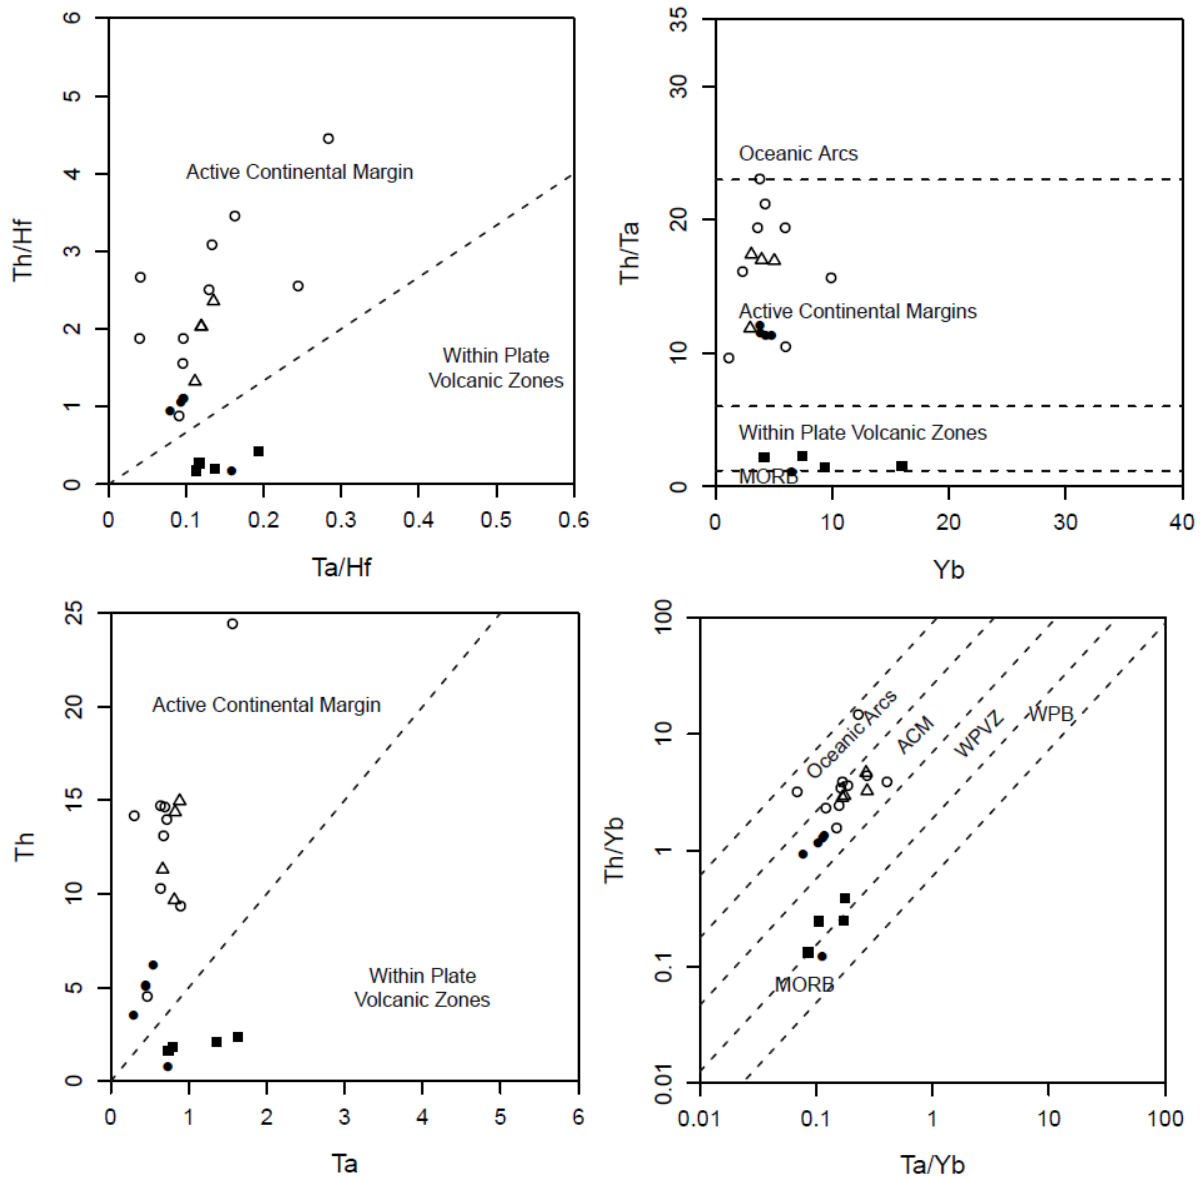 6
5
4
3
2
1
0
Th/Hf
Active Continental Margin
Within Plate
Volcanic Zones
0 0.1 0.2 0.3 0.4 0.5 0.6
Ta/Hf
35
30
20
10
0
Th/Ta
Oceanic Arcs
Active Continental Margins
Within Plate Volcanic Zones
MORB
0 10 20 30 40
Yb
25
20
15
10
5
0
Th
Active Continental Margin
Within Plate
Volcanic Zones
0 1 2 3 4 5 6
Ta
100
10
1
0.1
0.01
Th/Yb
Oceanic Arcs
ACM
WPVZ
WPB
MORB
0.01 0.1 1 10 100
Ta/Yb